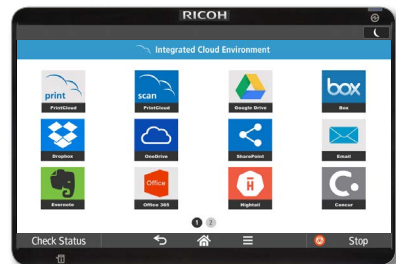 RICOH
Integrated Cloud Environment
print
PrintCloud
scan
PrintCloud
Google Drive
box
Box
Dropbox
OneDrive
SharePoint
Email
Evernote
Office
Office 365
H
Hightail
C.
Concur
1 2
Check Status
Stop